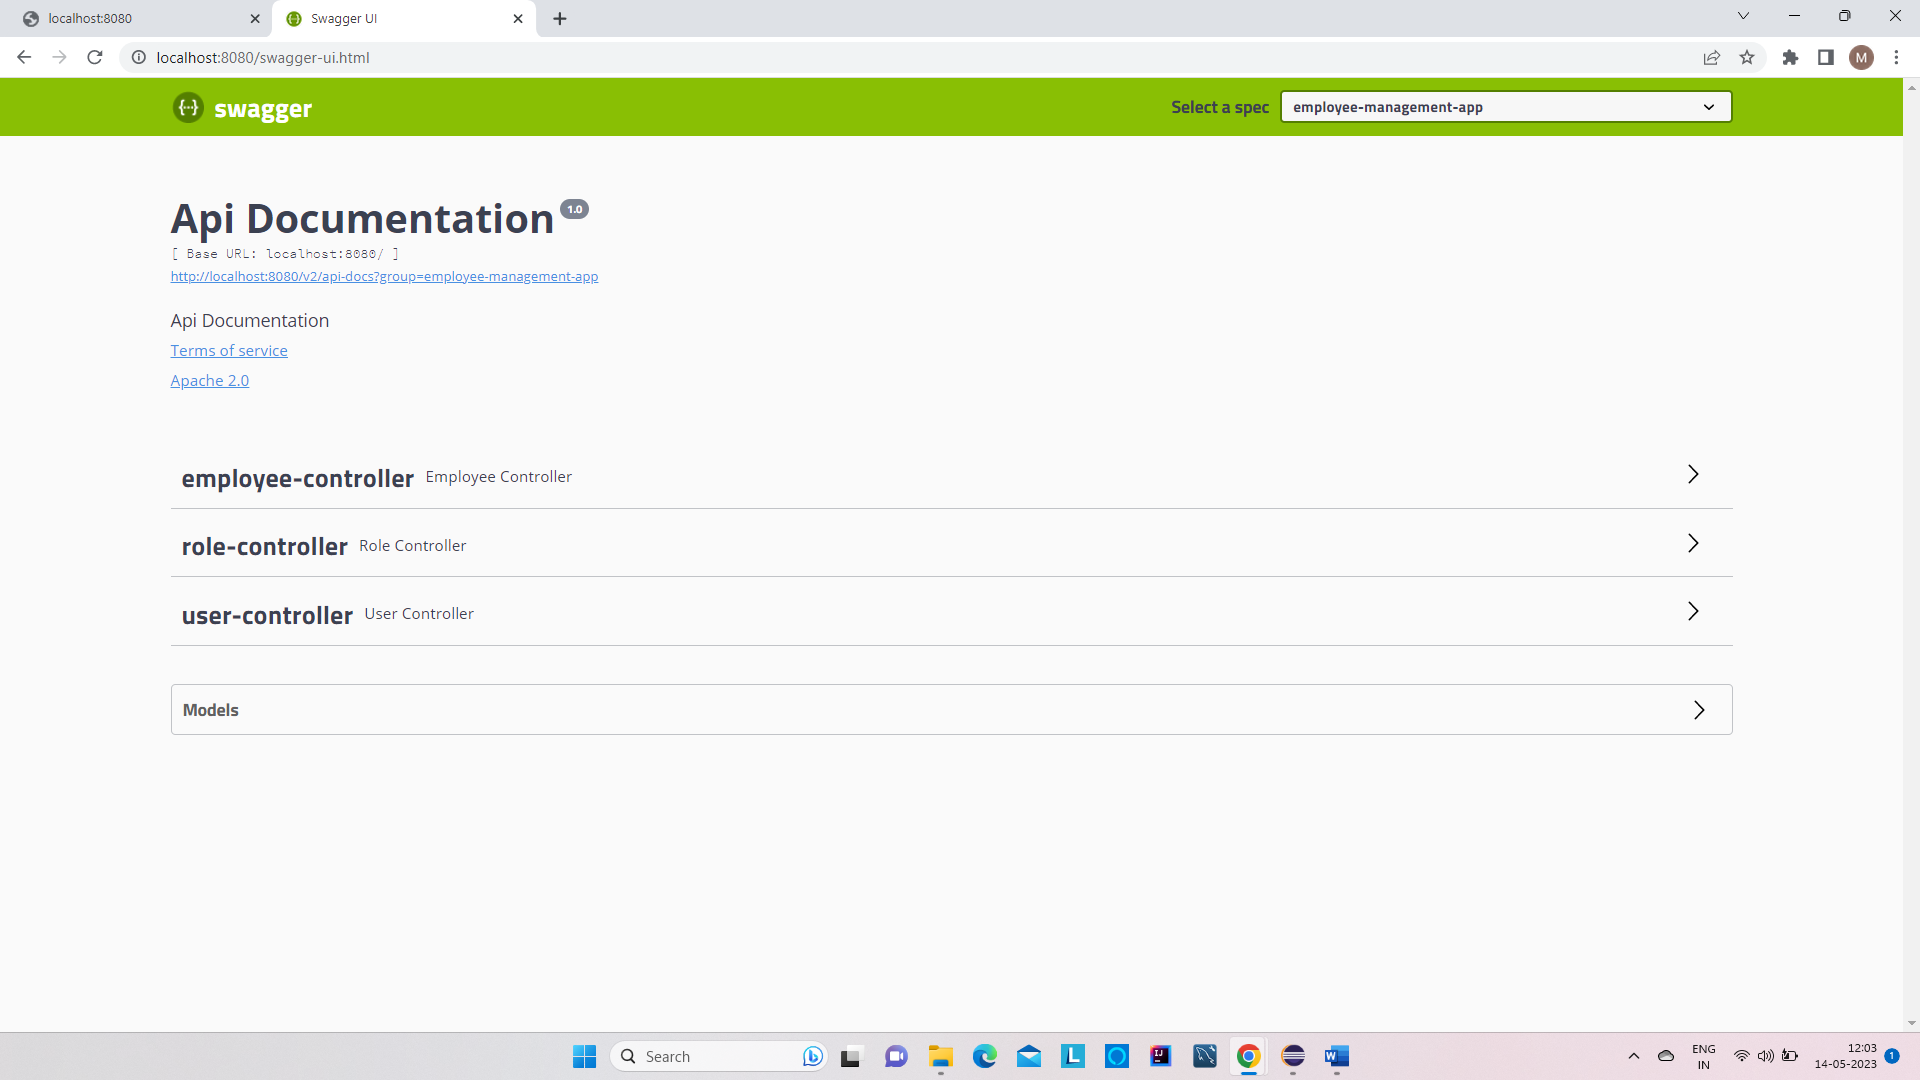 localhost:8080
Swagger UI
localhost:8080/swagger-ui.html
M
swagger
Select a spec
employee-management-app
Api Documentation 1.0
[ Base URL: localhost:8080/ ]
http://localhost:8080/v2/api-docs?group=employee-management-app
Api Documentation
Terms of service
Apache 2.0
employee-controller Employee Controller
role-controller Role Controller
user-controller User Controller
Models
Search
ENG
IN
12:03
14-05-2023
1